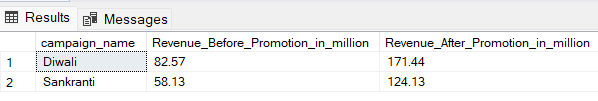 Results Messages
campaign_name Revenue_Before_Promotion_in_million Revenue_After_Promotion_in_million
1 Diwali 82.57 171.44
2 Sankranti 58.13 124.13